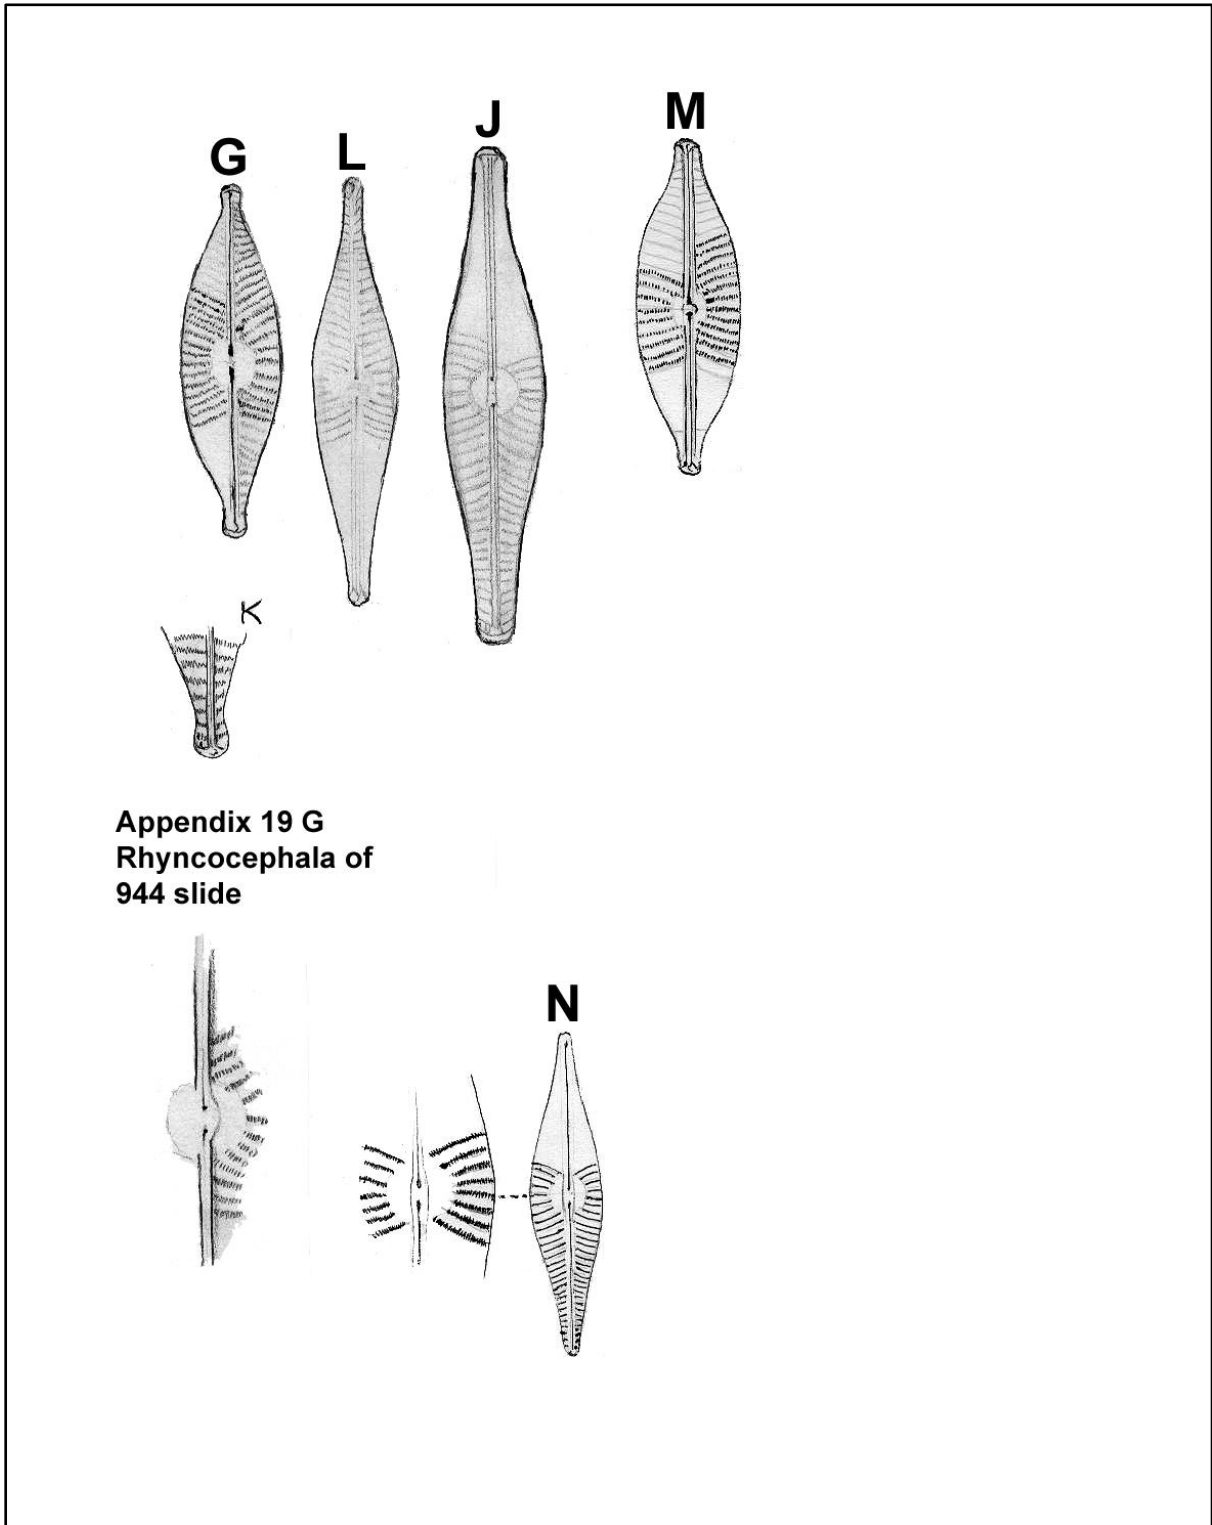 G L J M
K
Appendix 19 G
Rhyncocephala of
944 slide
N